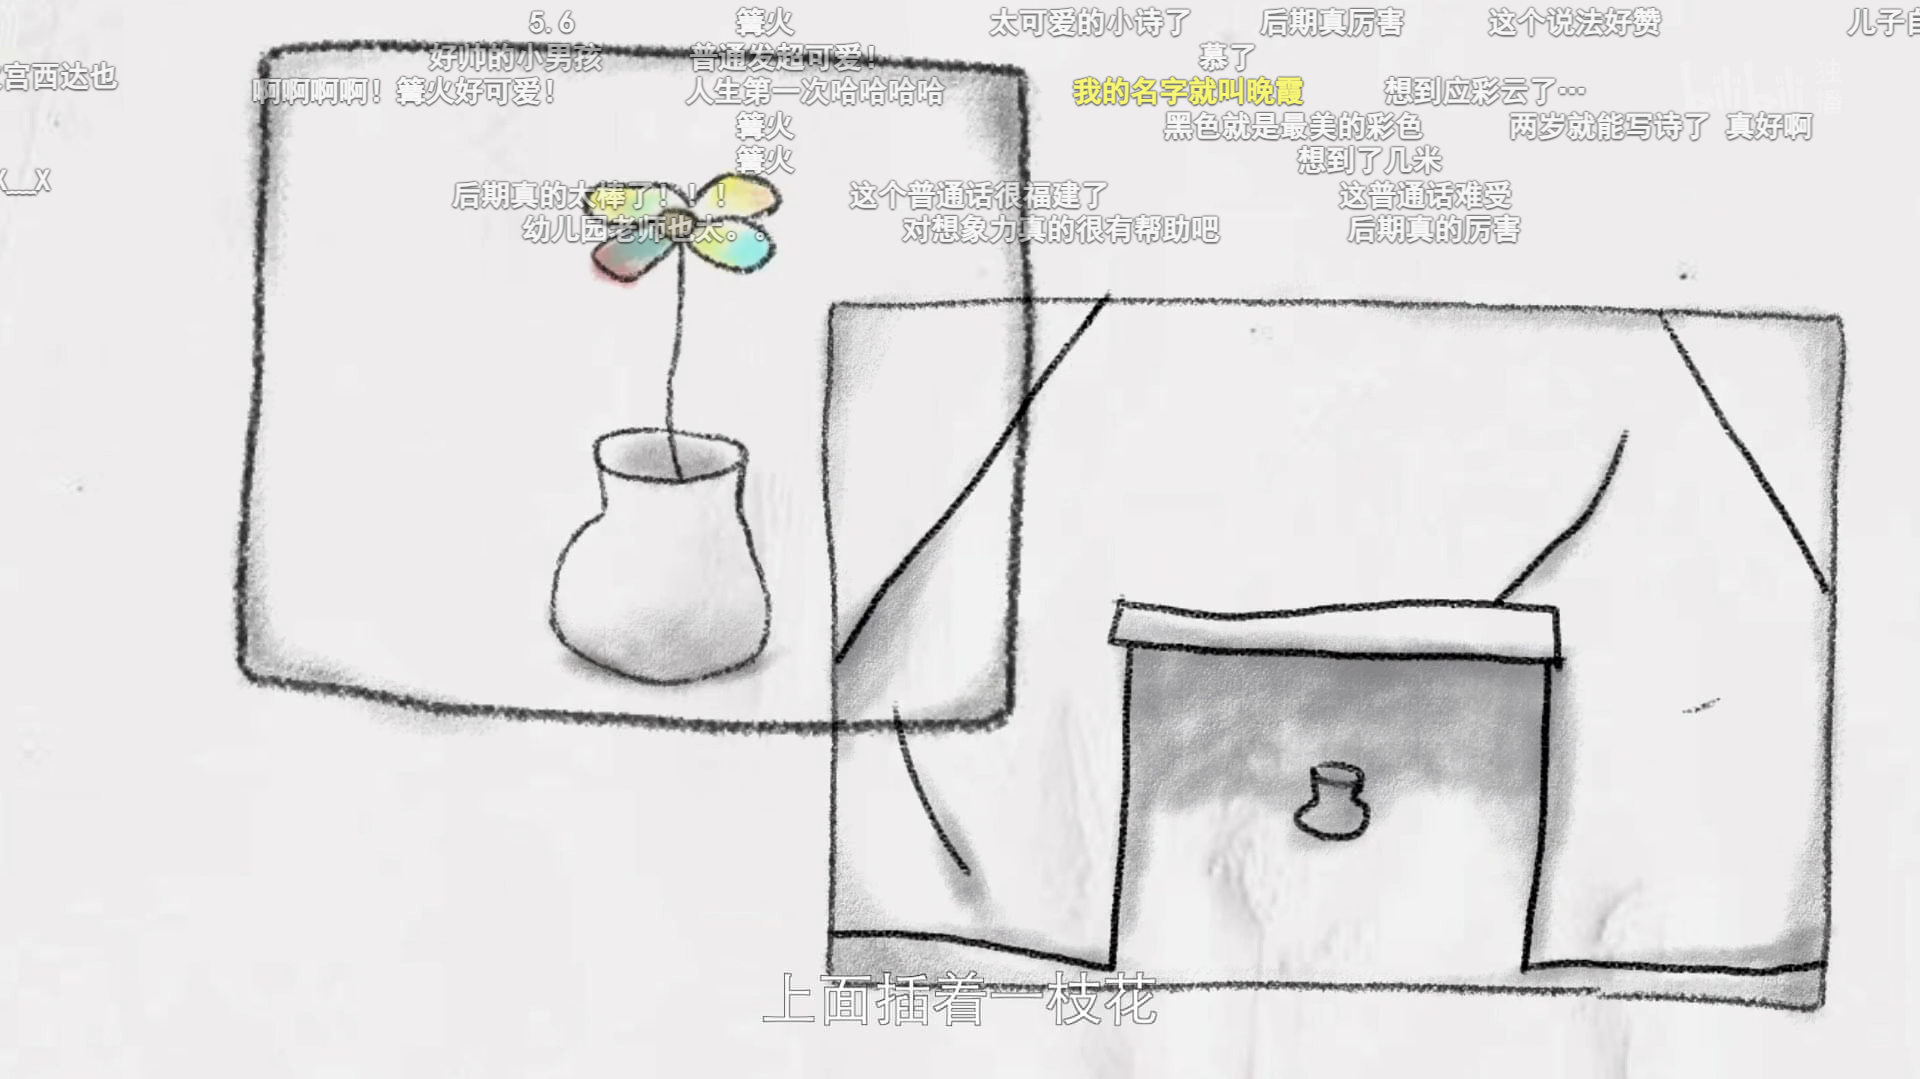 5.6 篝火 太可爱的小诗了 后期真厉害 这个说法好赞 儿子
好帅的小男孩 普通发超可爱！ 慕了
宫西达也 啊啊啊啊！篝火好可爱！ 人生第一次哈哈哈哈 我的名字就叫晚霞 想到应彩云了…
篝火 黑色就是最美的彩色 两岁就能写诗了 真好啊
篝火 想到了几米
X__X
后期真的太棒了！！！ 这个普通话很福建了 这普通话难受
幼儿园老师也太。。 对想象力真的很有帮助吧 后期真的厉害
上面插着一枝花